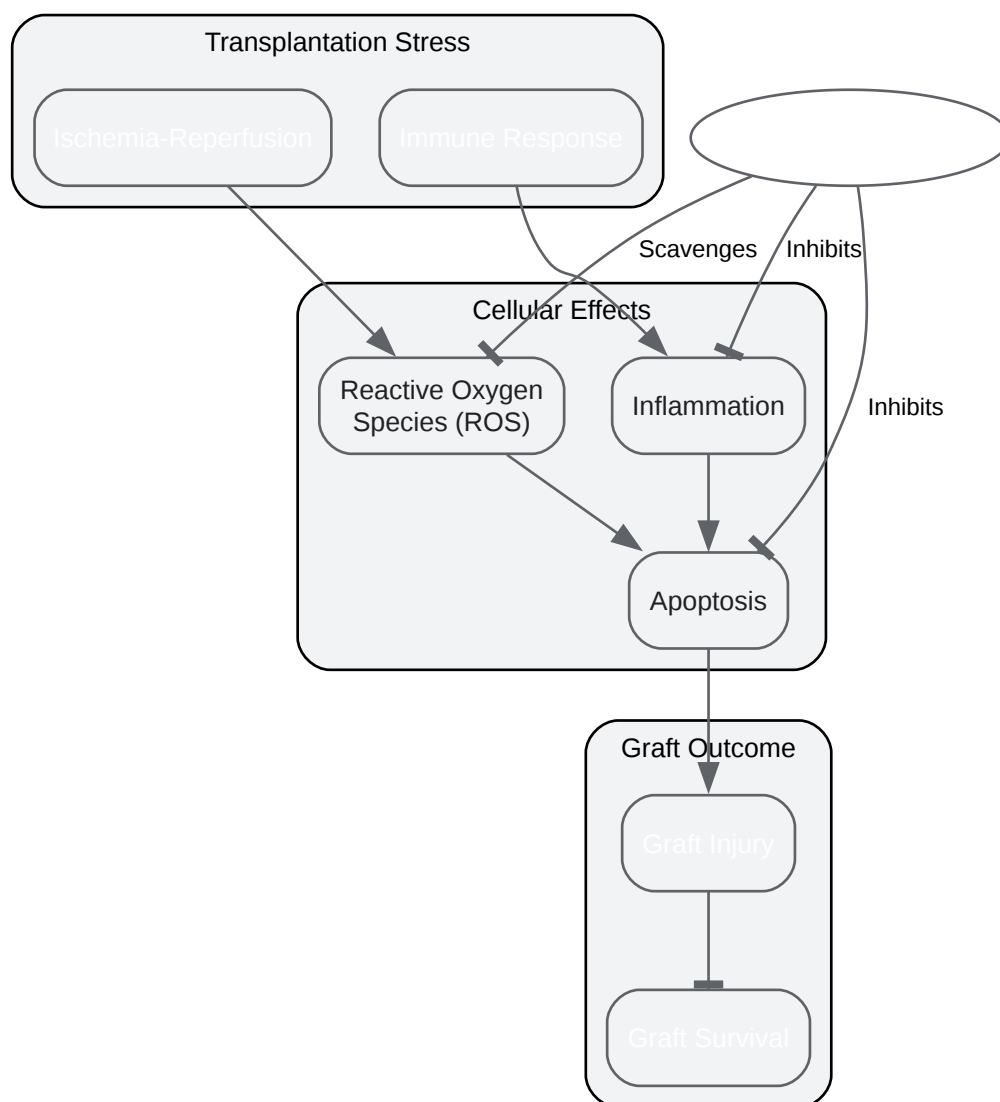 Transplantation Stress
Ischemia-Reperfusion
Immune Response
Scavenges
Inhibits
Cellular Effects
Reactive Oxygen
Species (ROS)
Inflammation
Inhibits
Apoptosis
Graft Outcome
Graft Injury
Graft Survival